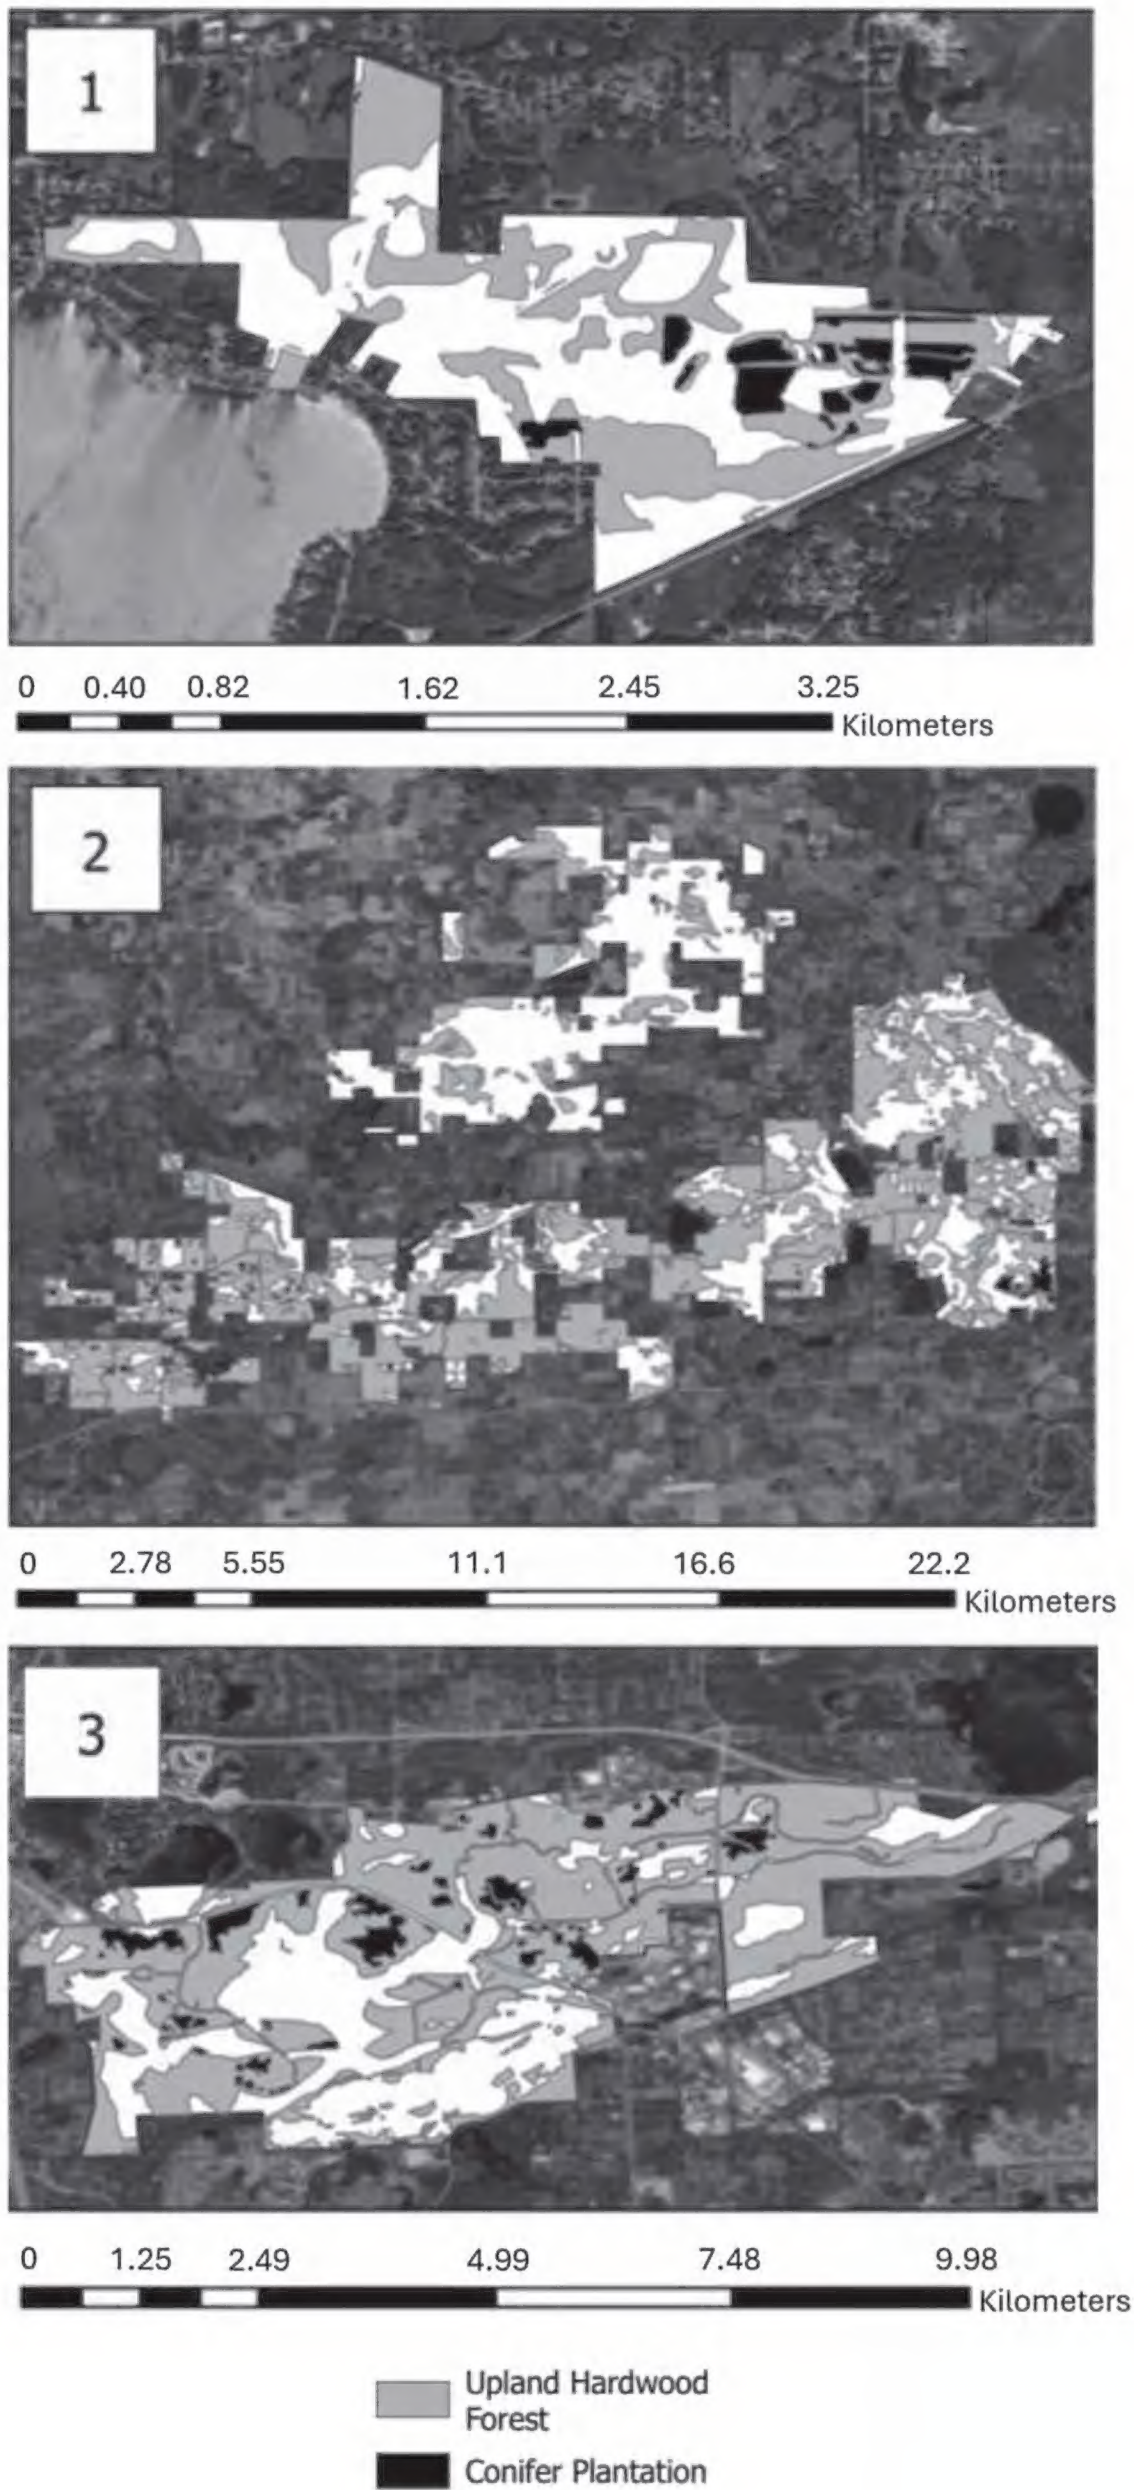 1
0 0.40 0.82 1.62 2.45 3.25
Kilometers
2
0 2.78 5.55 11.1 16.6 22.2
Kilometers
3
0 1.25 2.49 4.99 7.48 9.98
Kilometers
Upland Hardwood
Forest
Conifer Plantation